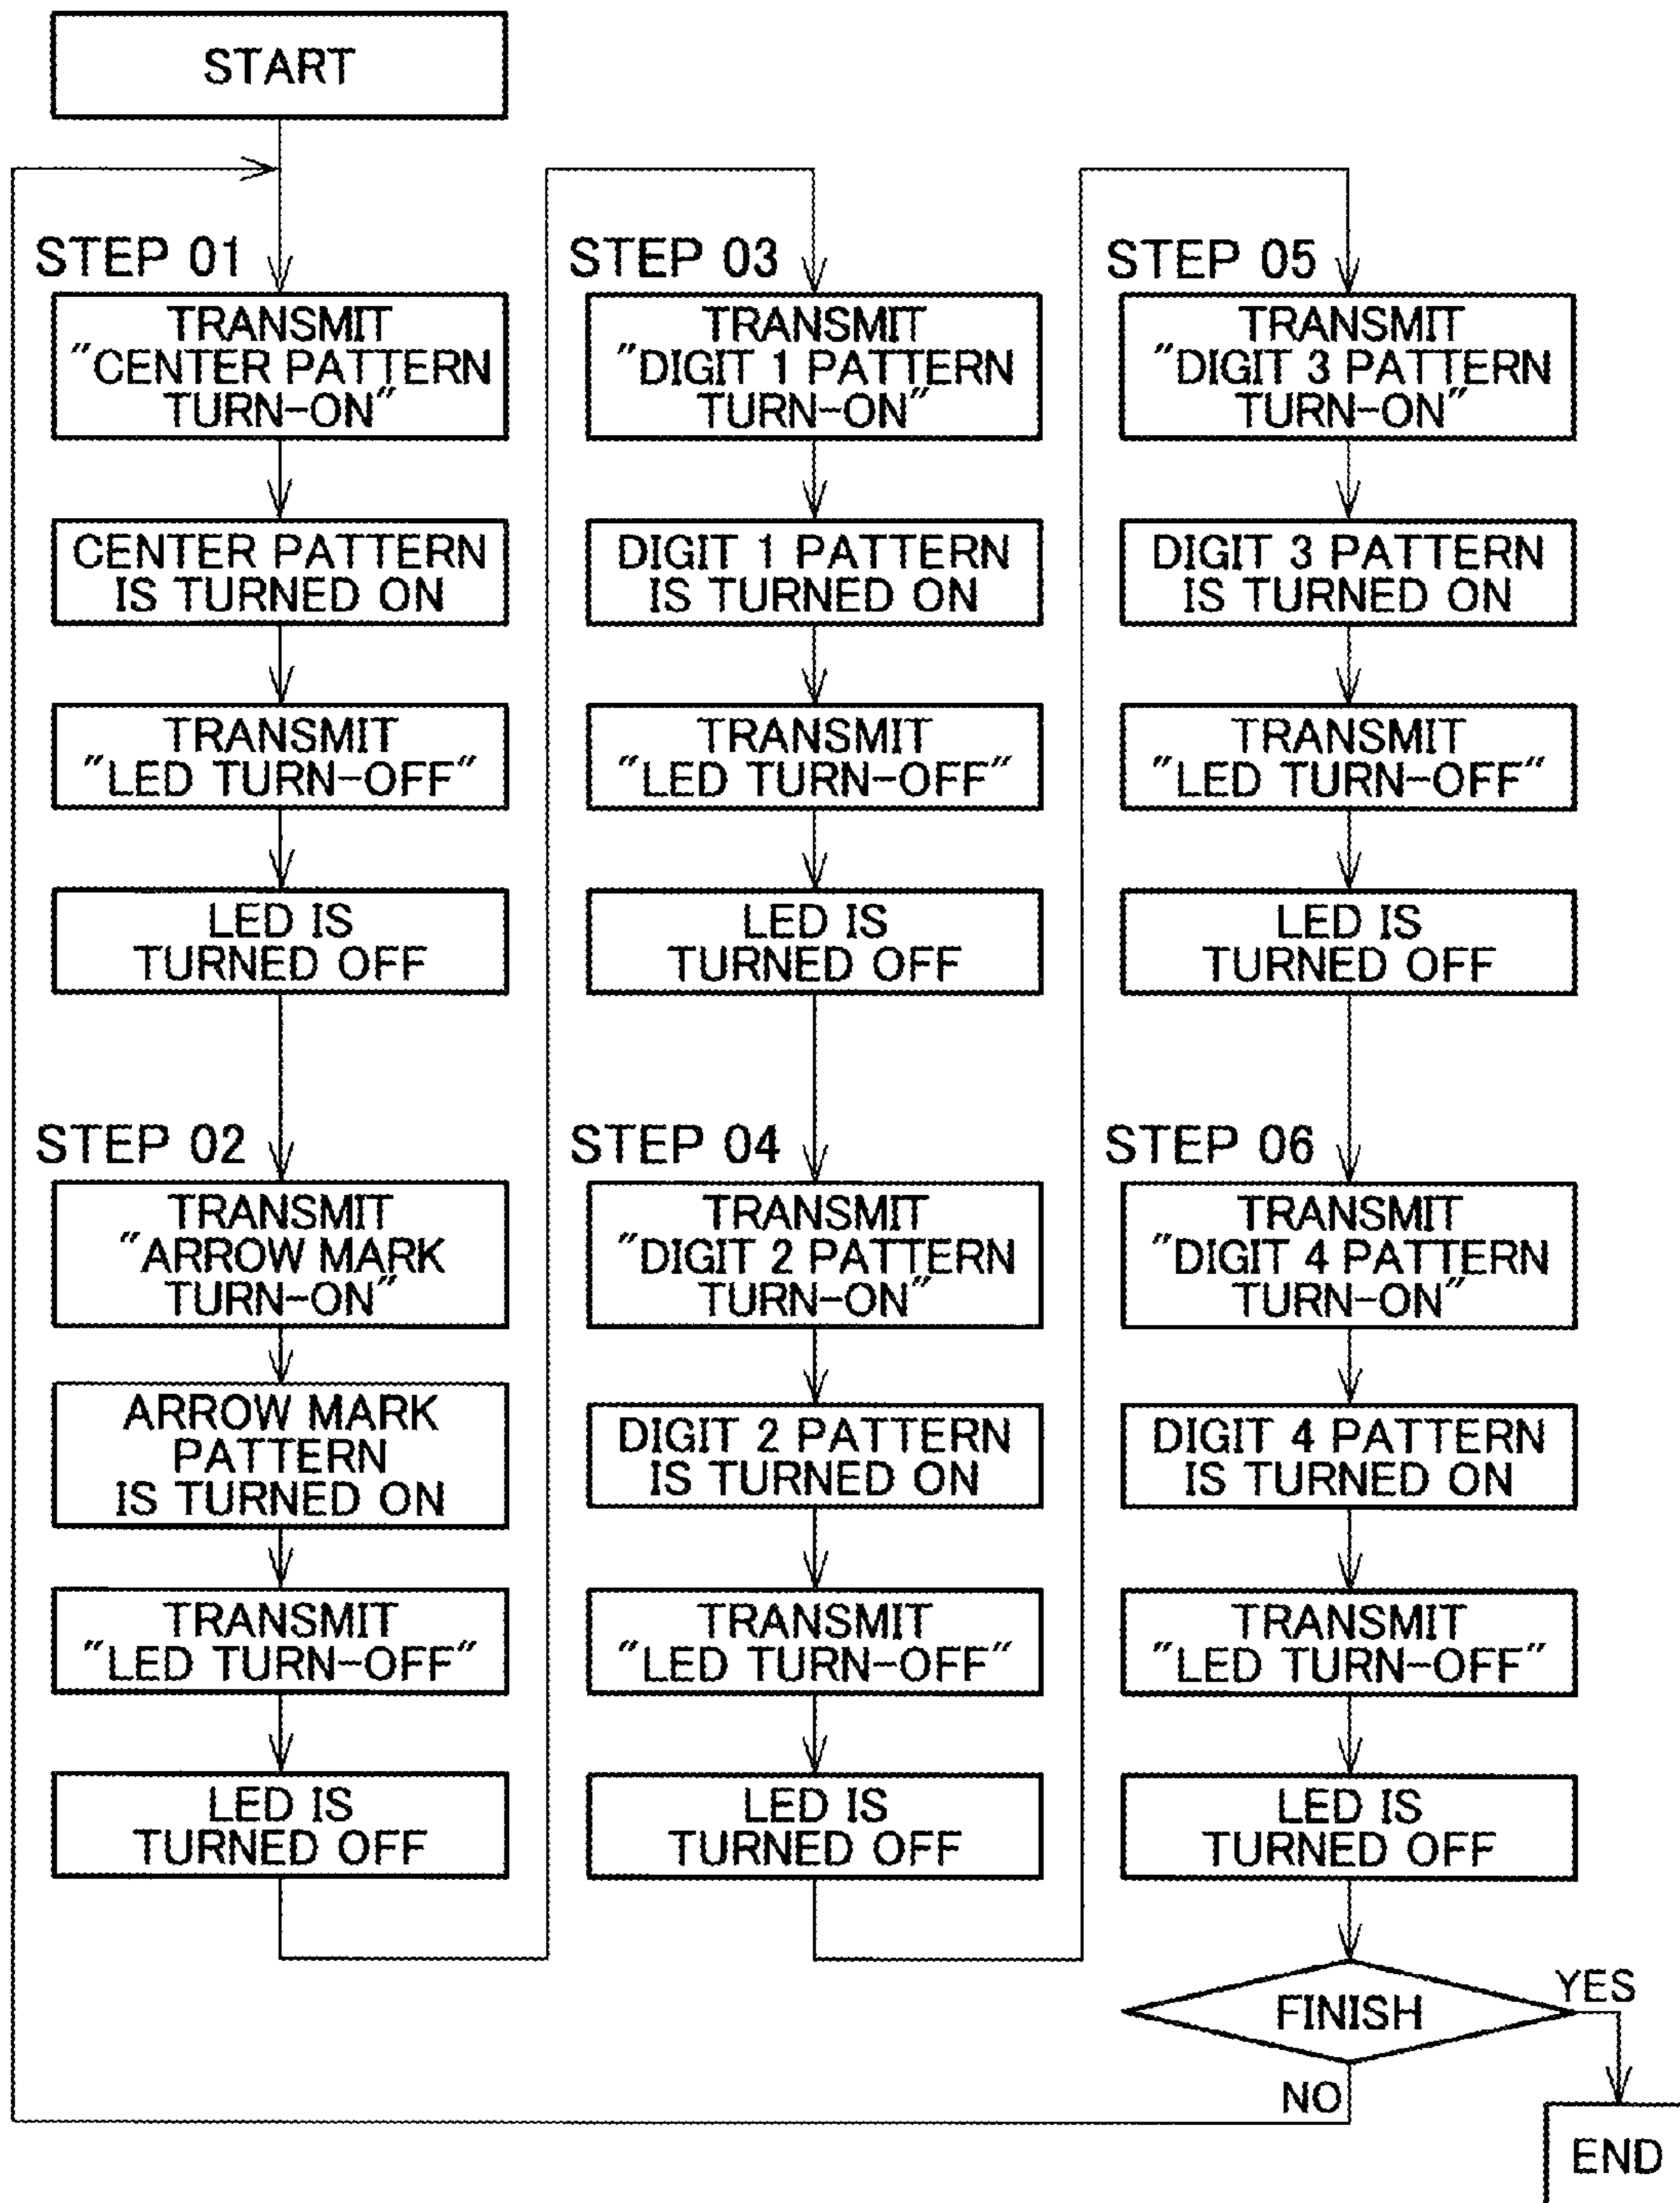 START
STEP 01
TRANSMIT
"CENTER PATTERN
TURN-ON"
CENTER PATTERN
IS TURNED ON
TRANSMIT
"LED TURN-OFF"
LED IS
TURNED OFF
STEP 02
TRANSMIT
"ARROW MARK
TURN-ON"
ARROW MARK
PATTERN
IS TURNED ON
TRANSMIT
"LED TURN-OFF"
LED IS
TURNED OFF
STEP 03
TRANSMIT
"DIGIT 1 PATTERN
TURN-ON"
DIGIT 1 PATTERN
IS TURNED ON
TRANSMIT
"LED TURN-OFF"
LED IS
TURNED OFF
STEP 04
TRANSMIT
"DIGIT 2 PATTERN
TURN-ON"
DIGIT 2 PATTERN
IS TURNED ON
TRANSMIT
"LED TURN-OFF"
LED IS
TURNED OFF
STEP 05
TRANSMIT
"DIGIT 3 PATTERN
TURN-ON"
DIGIT 3 PATTERN
IS TURNED ON
TRANSMIT
"LED TURN-OFF"
LED IS
TURNED OFF
STEP 06
TRANSMIT
"DIGIT 4 PATTERN
TURN-ON"
DIGIT 4 PATTERN
IS TURNED ON
TRANSMIT
"LED TURN-OFF"
LED IS
TURNED OFF
FINISH
YES
NO
END